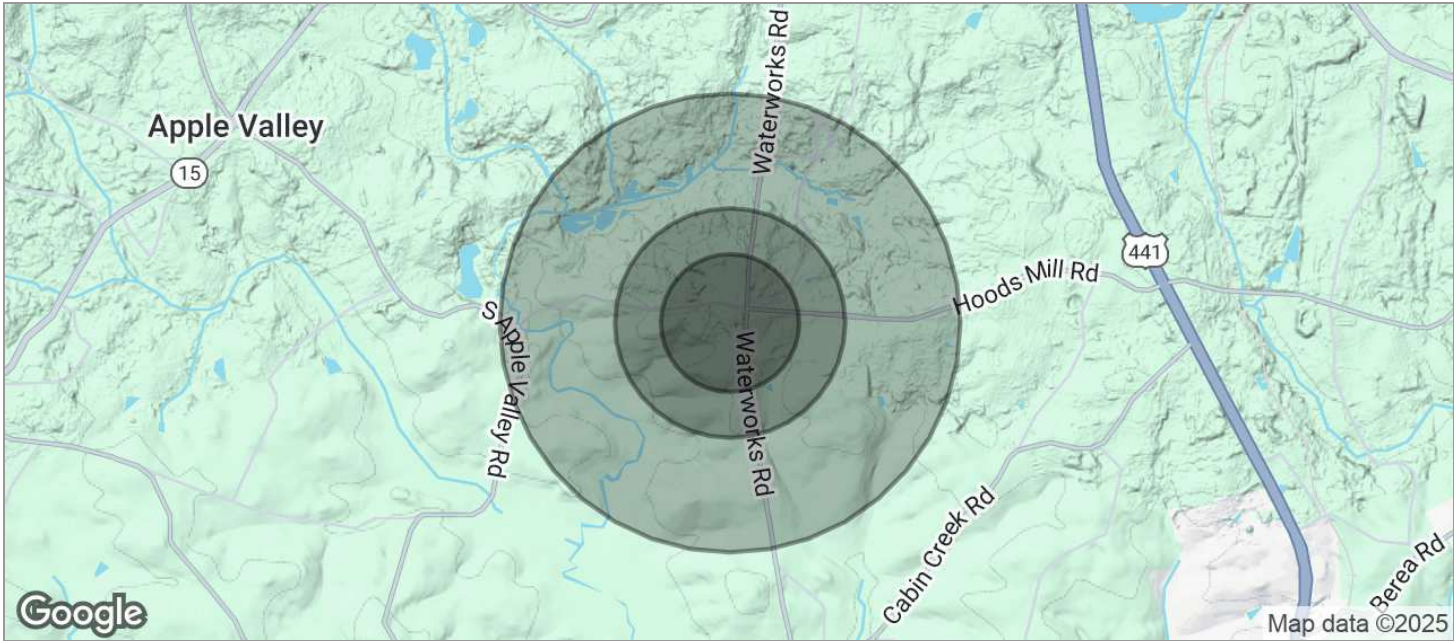 Waterworks Rd
Apple Valley
15
441
Hoods Mill Rd
S Apple Valley Rd
Waterworks Rd
Cabin Creek Rd
Berea Rd
Google
Map data ©2025